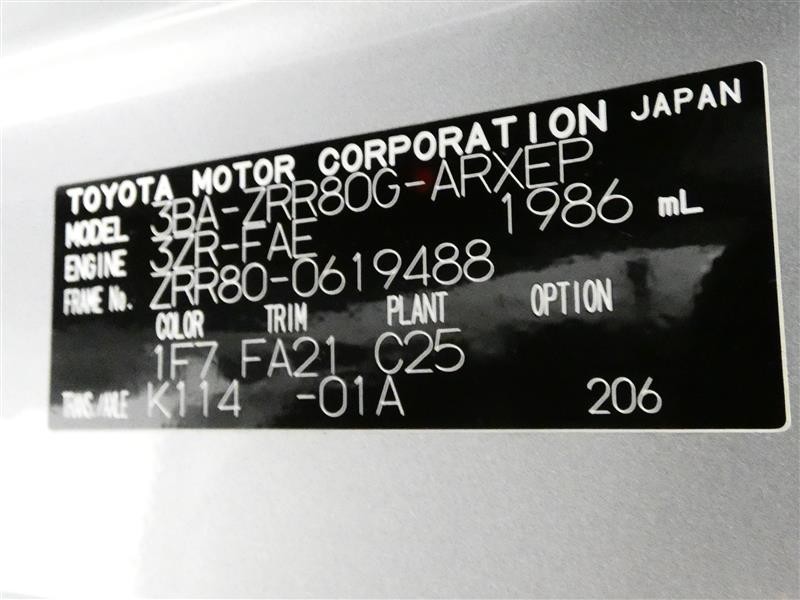 TOYOTA MOTOR CORPORATION JAPAN
MODEL 3BA-ZRR80G-ARXEP
ENGINE 3ZR-FAE 1986 mL
FRAME No. ZRR80-0619488
COLOR TRIM PLANT OPTION
1F7 FA21 C25
TRANS./AXLE K114 -01A 206